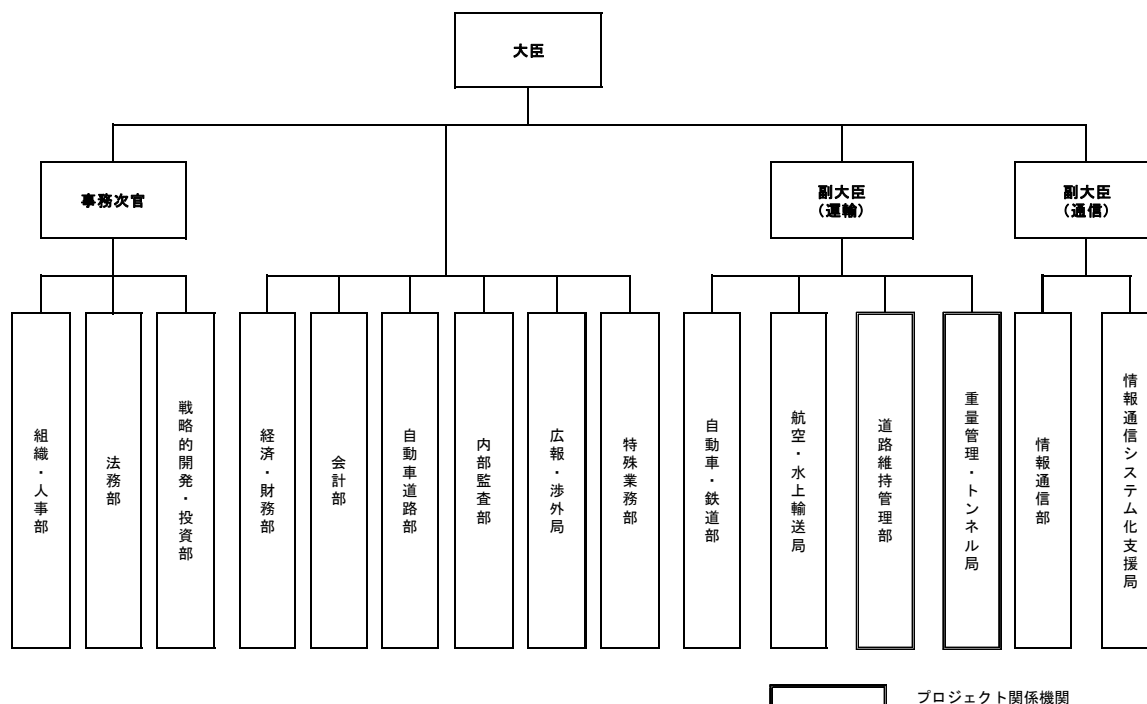 大臣
事務次官
副大臣
（運輸）
副大臣
（通信）
組織・人事部
法務部
戦略的開発・投資部
経済・財務部
会計部
自動車道路部
内部監査部
広報・渉外局
特殊業務部
自動車・鉄道部
航空・水上輸送局
道路維持管理部
重量管理・トンネル局
情報通信部
情報通信システム化支援局
プロジェクト関係機関